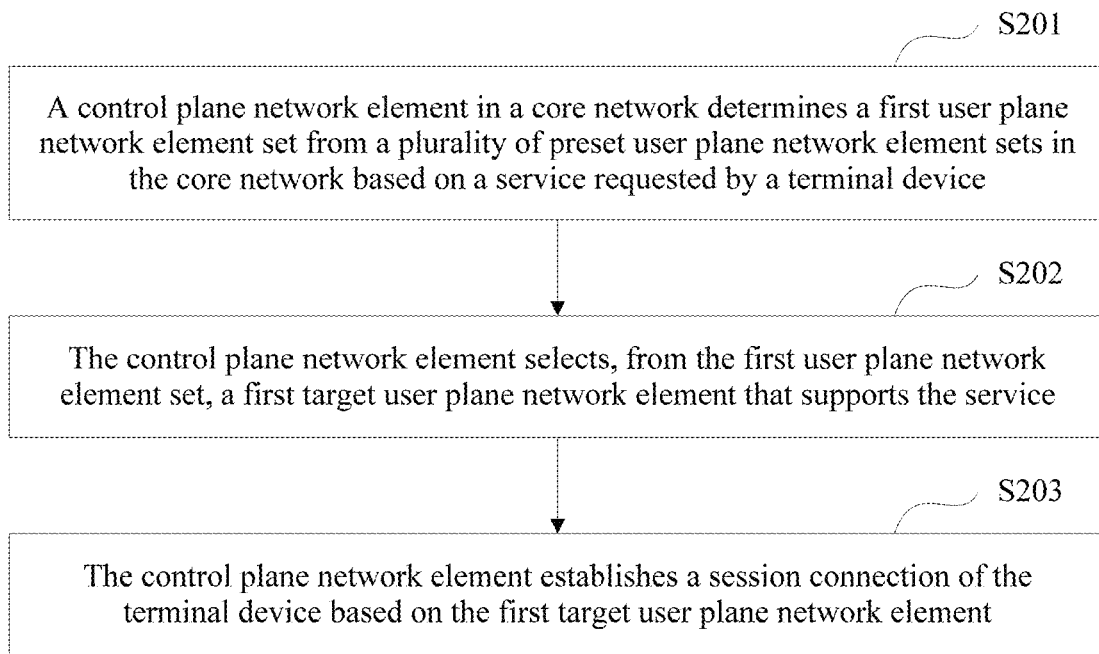 S201
A control plane network element in a core network determines a first user plane
network element set from a plurality of preset user plane network element sets in
the core network based on a service requested by a terminal device
S202
The control plane network element selects, from the first user plane network
element set, a first target user plane network element that supports the service
S203
The control plane network element establishes a session connection of the
terminal device based on the first target user plane network element